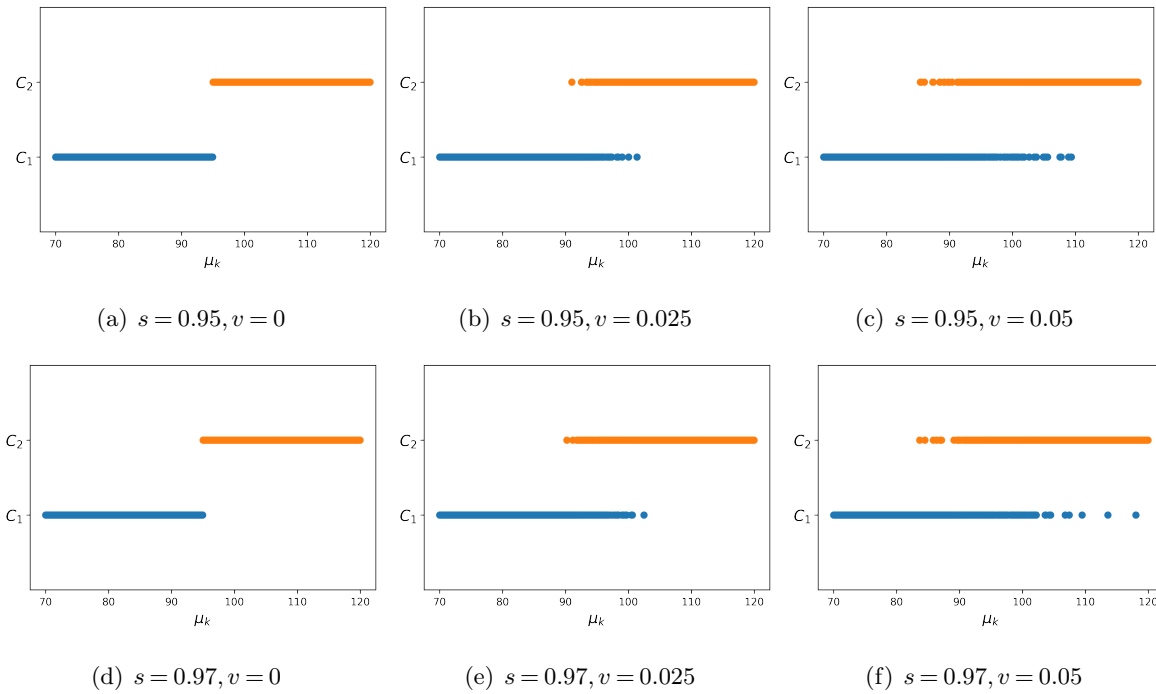 C₂
C₁
70 80 90 100 110 120
μₖ
C₂
C₁
70 80 90 100 110 120
μₖ
C₂
C₁
70 80 90 100 110 120
μₖ
(a) s = 0.95, v = 0
(b) s = 0.95, v = 0.025
(c) s = 0.95, v = 0.05
C₂
C₁
70 80 90 100 110 120
μₖ
C₂
C₁
70 80 90 100 110 120
μₖ
C₂
C₁
70 80 90 100 110 120
μₖ
(d) s = 0.97, v = 0
(e) s = 0.97, v = 0.025
(f) s = 0.97, v = 0.05